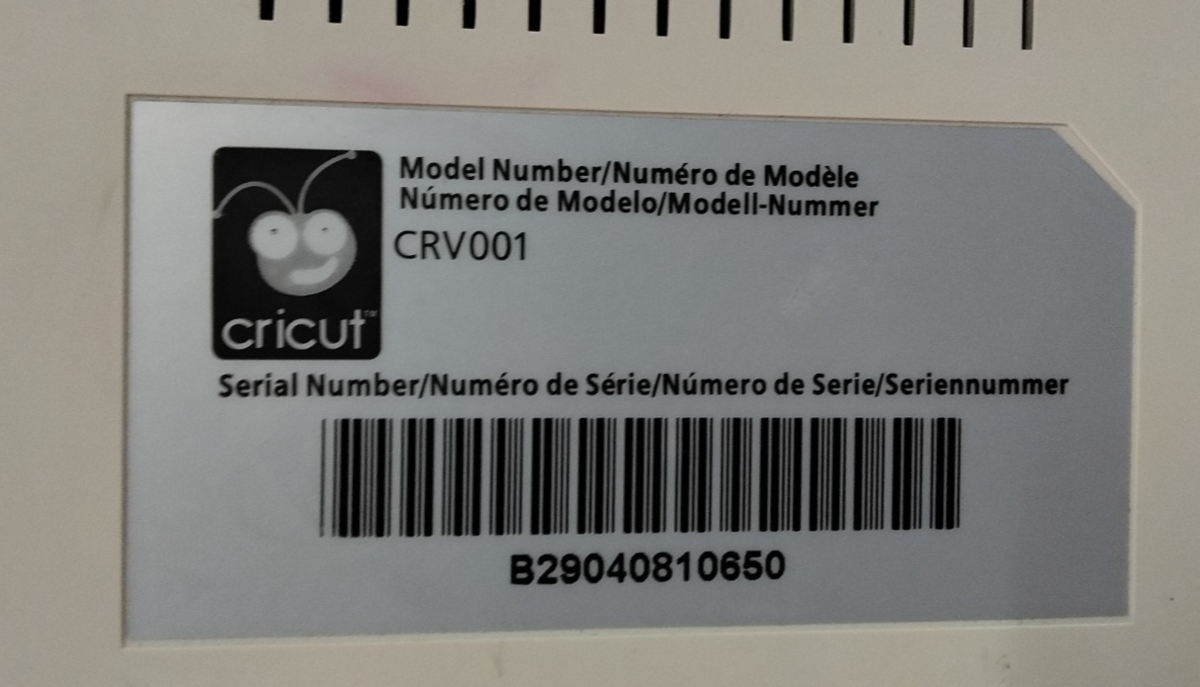 Model Number/Numéro de Modèle
Número de Modelo/Modell-Nummer
CRV001
cricut™
Serial Number/Numéro de Série/Número de Serie/Seriennummer
B29040810650